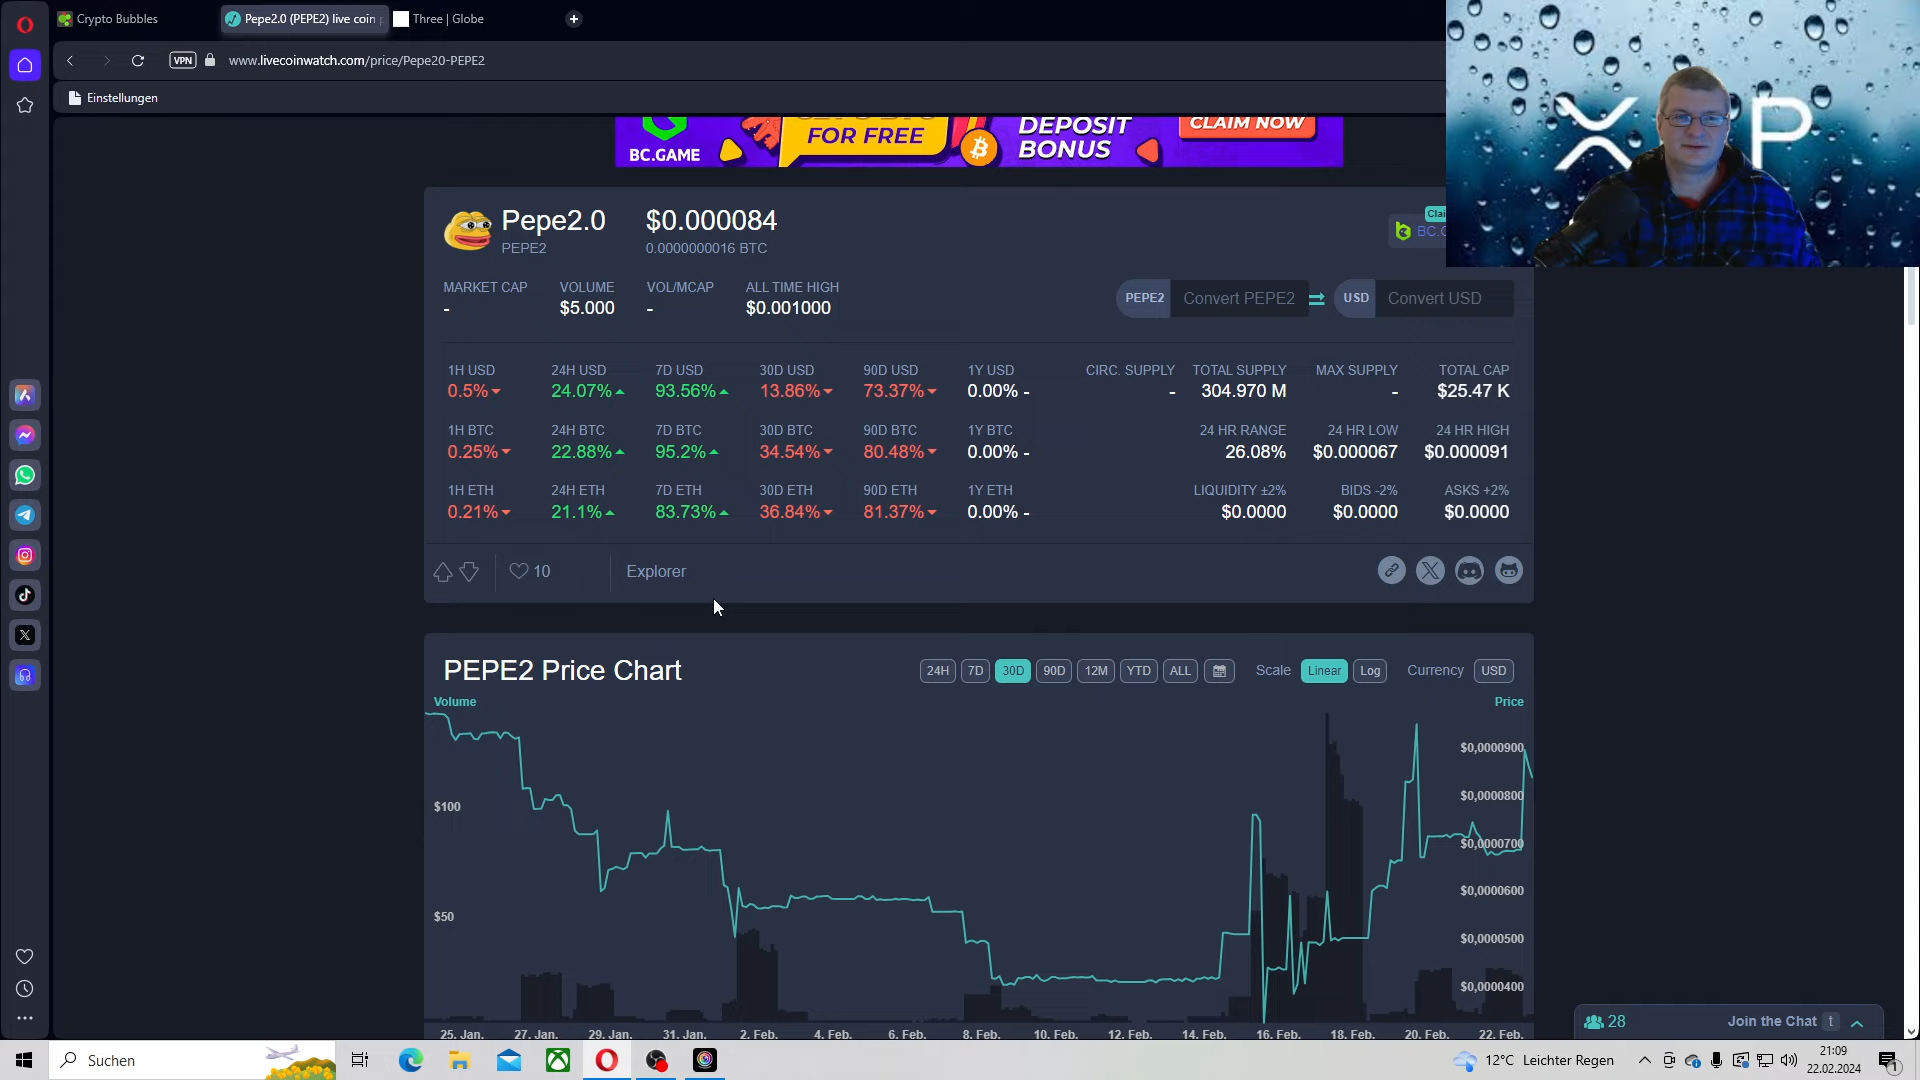 Crypto Bubbles
Pepe2.0 (PEPE2) live coin p
Three | Globe
VPN
www.livecoinwatch.com/price/Pepe20-PEPE2
Einstellungen
BC.GAME
FOR FREE
DEPOSIT
BONUS
CLAIM NOW
X P
Pepe2.0
$0.000084
PEPE2
0.0000000016 BTC
Clai
BC.G
MARKET CAP
VOLUME
VOL/MCAP
ALL TIME HIGH
-
$5.000
-
$0.001000
PEPE2
Convert PEPE2
USD
Convert USD
1H USD
24H USD
7D USD
30D USD
90D USD
1Y USD
CIRC. SUPPLY
TOTAL SUPPLY
MAX SUPPLY
TOTAL CAP
0.5%
24.07%
93.56%
13.86%
73.37%
0.00% -
-
304.970 M
-
$25.47 K
1H BTC
24H BTC
7D BTC
30D BTC
90D BTC
1Y BTC
24 HR RANGE
24 HR LOW
24 HR HIGH
0.25%
22.88%
95.2%
34.54%
80.48%
0.00% -
26.08%
$0.000067
$0.000091
1H ETH
24H ETH
7D ETH
30D ETH
90D ETH
1Y ETH
LIQUIDITY ±2%
BIDS -2%
ASKS +2%
0.21%
21.1%
83.73%
36.84%
81.37%
0.00% -
$0.0000
$0.0000
$0.0000
10
Explorer
PEPE2 Price Chart
24H
7D
30D
90D
12M
YTD
ALL
Scale
Linear
Log
Currency
USD
Volume
Price
$0,0000900
$100
$0,0000800
$0,0000700
$0,0000600
$50
$0,0000500
$0,0000400
25. Jan.
27. Jan.
29. Jan.
31. Jan.
2. Feb.
4. Feb.
6. Feb.
8. Feb.
10. Feb.
12. Feb.
14. Feb.
16. Feb.
18. Feb.
20. Feb.
22. Feb.
28
Join the Chat
t
Suchen
12°C Leichter Regen
21:09
22.02.2024
1